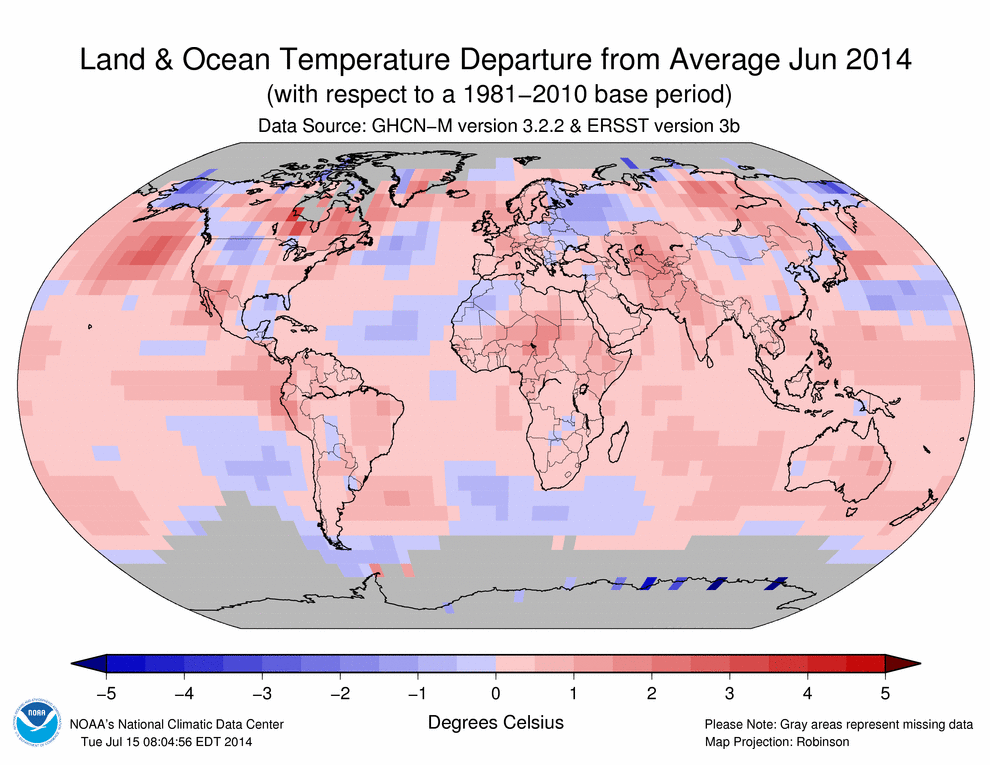 Land & Ocean Temperature Departure from Average Jun 2014
(with respect to a 1981−2010 base period)
Data Source: GHCN−M version 3.2.2 & ERSST version 3b
−5 −4 −3 −2 −1 0 1 2 3 4 5
Degrees Celsius
NOAA
NOAA's National Climatic Data Center
Tue Jul 15 08:04:56 EDT 2014
Please Note: Gray areas represent missing data
Map Projection: Robinson